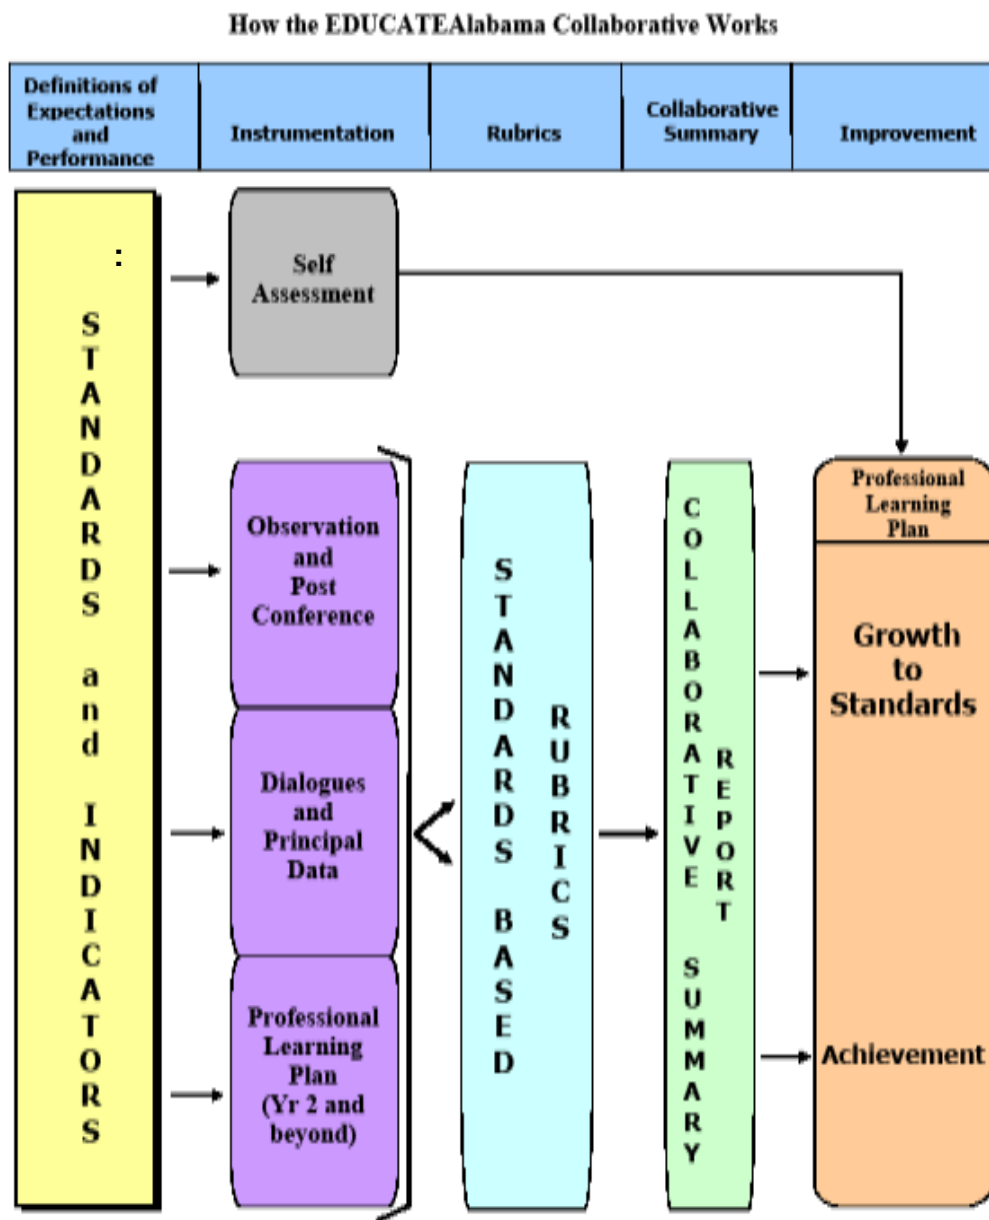 How the EDUCATEAlabama Collaborative Works
Definitions of
Expectations
and
Performance
Instrumentation
Rubrics
Collaborative
Summary
Improvement
:
STANDARDS and INDICATORS
Self
Assessment
Observation
and
Post
Conference
Dialogues
and
Principal
Data
Professional
Learning
Plan
(Yr 2 and
beyond)
STANDARDS BASED
RUBRICS
COLLABORATIVE SUMMARY
REPORT
Professional
Learning
Plan
Growth
to
Standards
Achievement